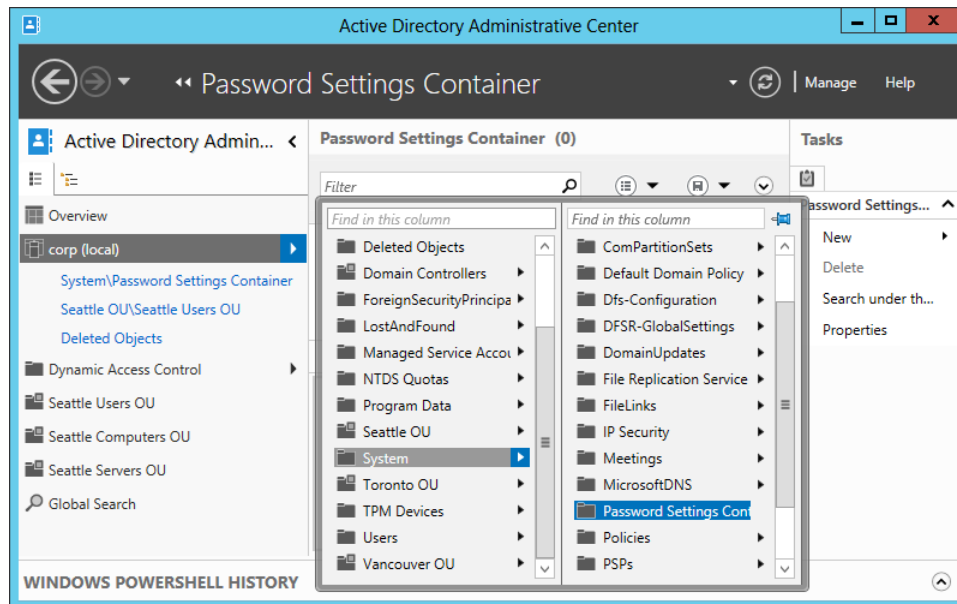 Active Directory Administrative Center
Password Settings Container
Manage
Help
Active Directory Admin...
Overview
corp (local)
System\Password Settings Container
Seattle OU\Seattle Users OU
Deleted Objects
Dynamic Access Control
Seattle Users OU
Seattle Computers OU
Seattle Servers OU
Global Search
Password Settings Container (0)
Filter
Find in this column
Deleted Objects
Domain Controllers
ForeignSecurityPrincipa
LostAndFound
Managed Service Accou
NTDS Quotas
Program Data
Seattle OU
System
Toronto OU
TPM Devices
Users
Vancouver OU
Find in this column
ComPartitionSets
Default Domain Policy
Dfs-Configuration
DFSR-GlobalSettings
DomainUpdates
File Replication Service
FileLinks
IP Security
Meetings
MicrosoftDNS
Password Settings Cont
Policies
PSPs
Tasks
assword Settings...
New
Delete
Search under th...
Properties
WINDOWS POWERSHELL HISTORY